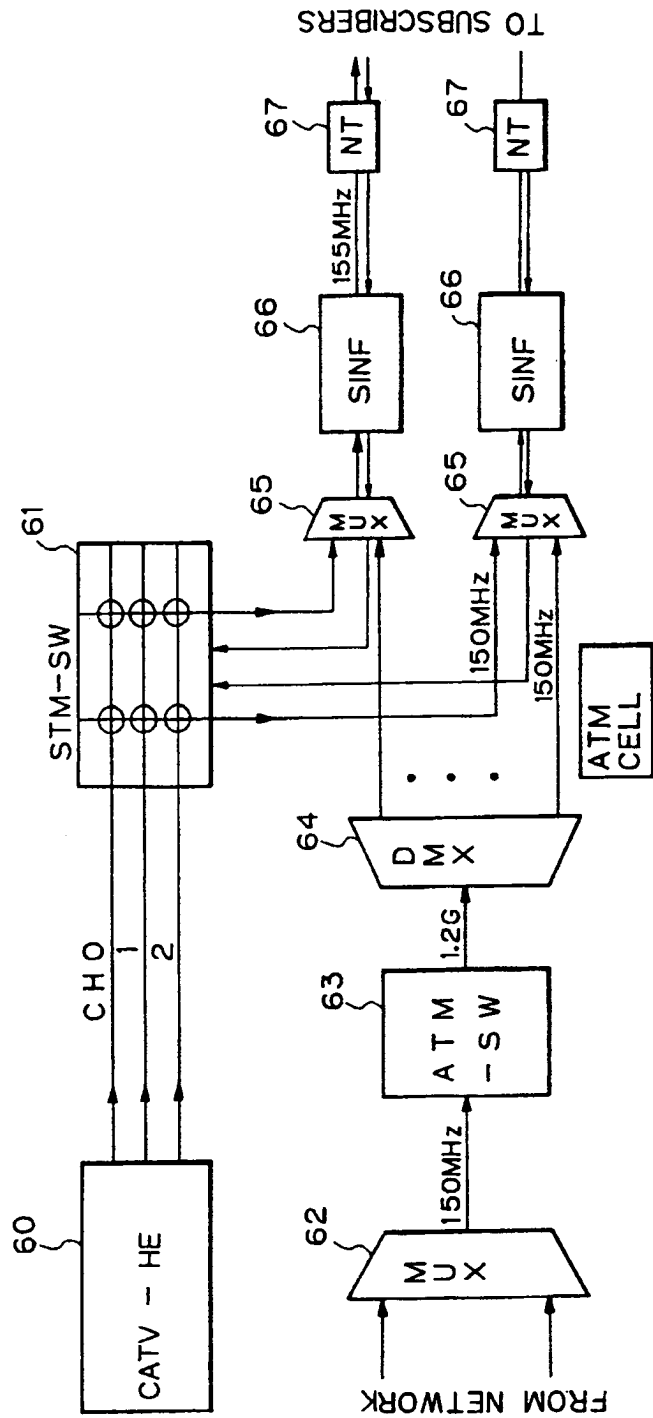 60
CATV - HE
CH0
1
2
STM-SW
61
FROM NETWORK
62
MUX
150MHz
63
ATM
-SW
1.2G
64
DMX
ATM
CELL
150MHz
150MHz
65
MUX
65
MUX
66
SINF
66
SINF
155MHz
67
NT
67
NT
TO SUBSCRIBERS